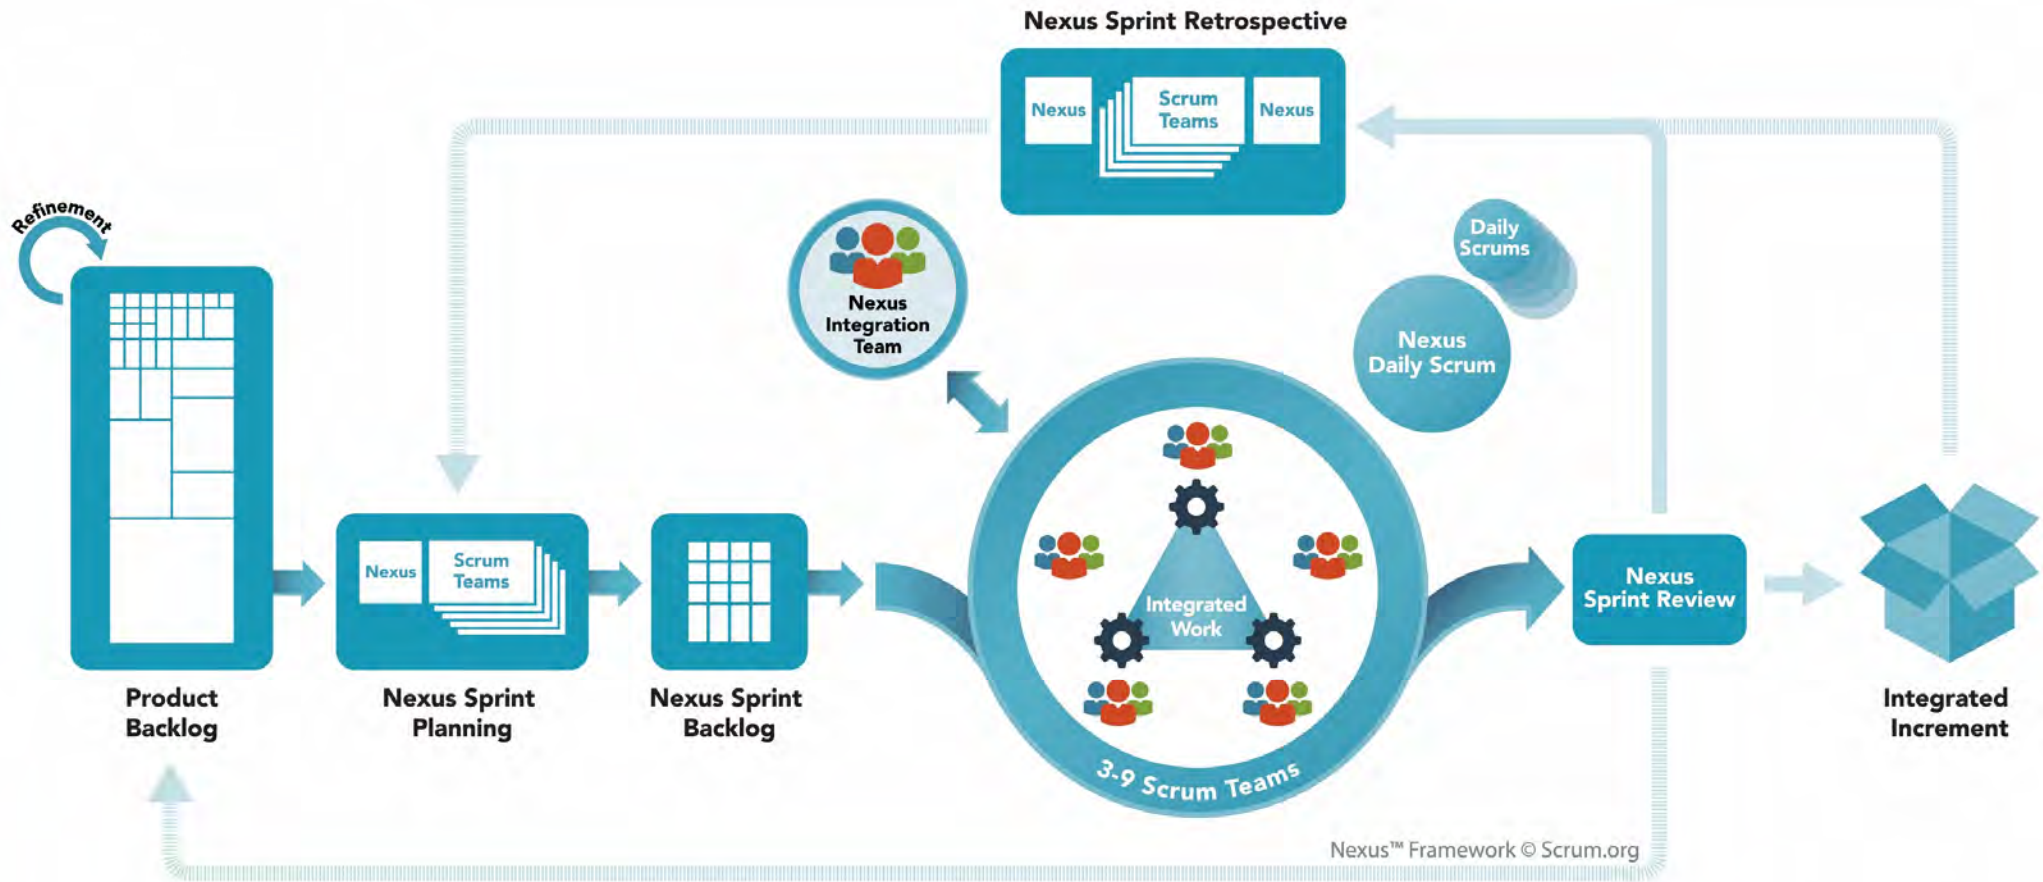 Nexus Sprint Retrospective
Nexus
Scrum
Teams
Nexus
Refinement
Nexus
Integration
Team
Daily
Scrums
Nexus
Daily Scrum
Nexus
Scrum
Teams
Integrated
Work
Nexus
Sprint Review
Product
Backlog
Nexus Sprint
Planning
Nexus Sprint
Backlog
3-9 Scrum Teams
Integrated
Increment
Nexus™ Framework © Scrum.org